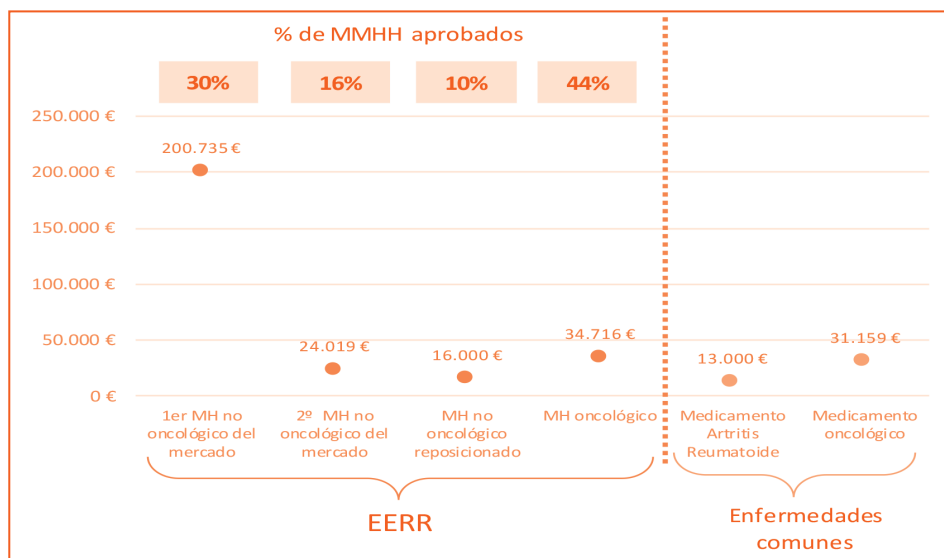 % de MMHH aprobados
30% 16% 10% 44%
250.000 €
200.000 €
150.000 €
100.000 €
50.000 €
0 €
200.735 €
24.019 €
16.000 €
34.716 €
13.000 €
31.159 €
1er MH no
oncológico del
mercado
2º MH no
oncológico del
mercado
MH no
oncológico
reposicionado
MH oncológico
Medicamento
Artritis
Reumatoide
Medicamento
oncológico
EERR
Enfermedades
comunes